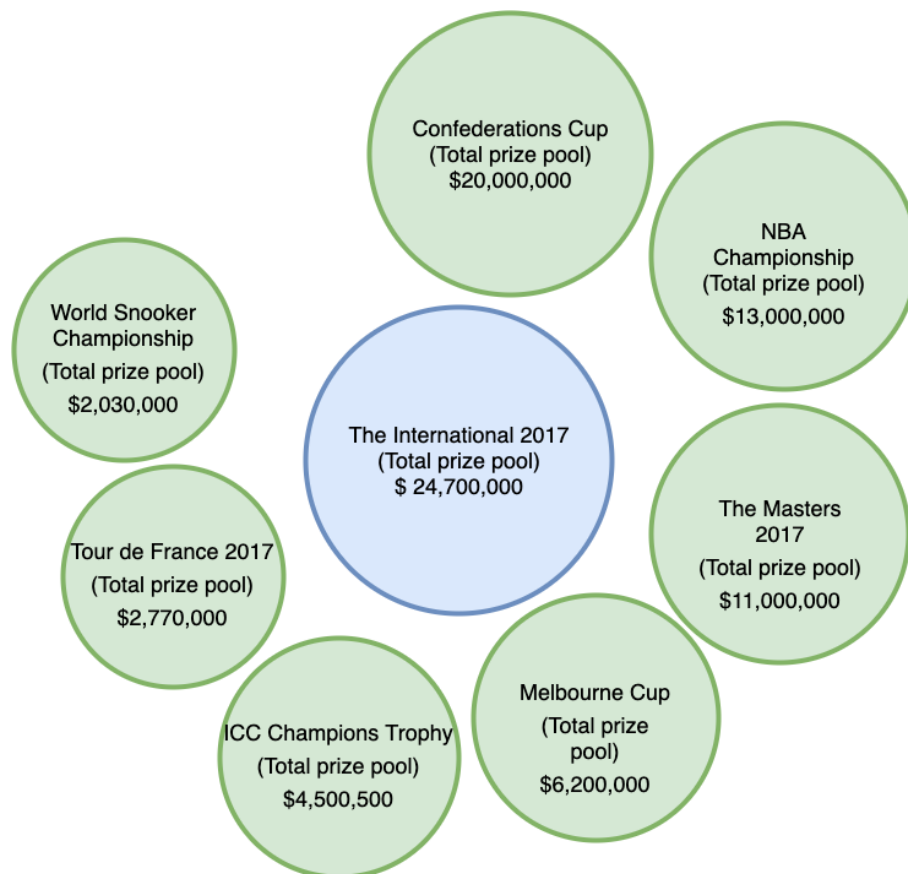 Confederations Cup
(Total prize pool)
$20,000,000
NBA
Championship
(Total prize pool)
$13,000,000
World Snooker
Championship
(Total prize pool)
$2,030,000
The International 2017
(Total prize pool)
$ 24,700,000
The Masters
2017
(Total prize pool)
$11,000,000
Tour de France 2017
(Total prize pool)
$2,770,000
Melbourne Cup
(Total prize
pool)
$6,200,000
ICC Champions Trophy
(Total prize pool)
$4,500,500